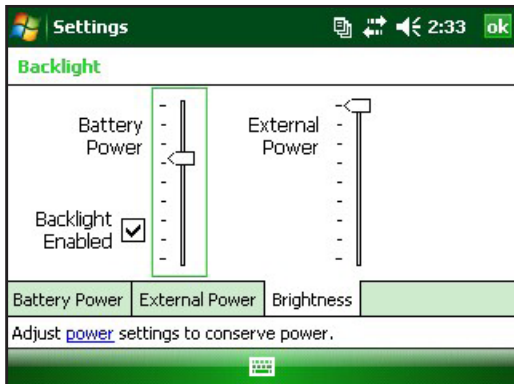 Settings 2:33 ok
Backlight
Battery Power
External Power
Backlight Enabled
Battery Power External Power Brightness
Adjust power settings to conserve power.